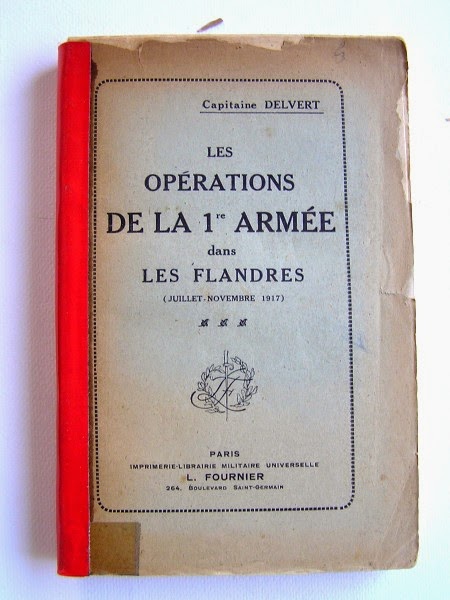 Capitaine DELVERT
LES
OPÉRATIONS
DE LA 1re ARMÉE
dans
LES FLANDRES
(JUILLET-NOVEMBRE 1917)
PARIS
IMPRIMERIE-LIBRAIRIE MILITAIRE UNIVERSELLE
L. FOURNIER
264, BOULEVARD SAINT-GERMAIN